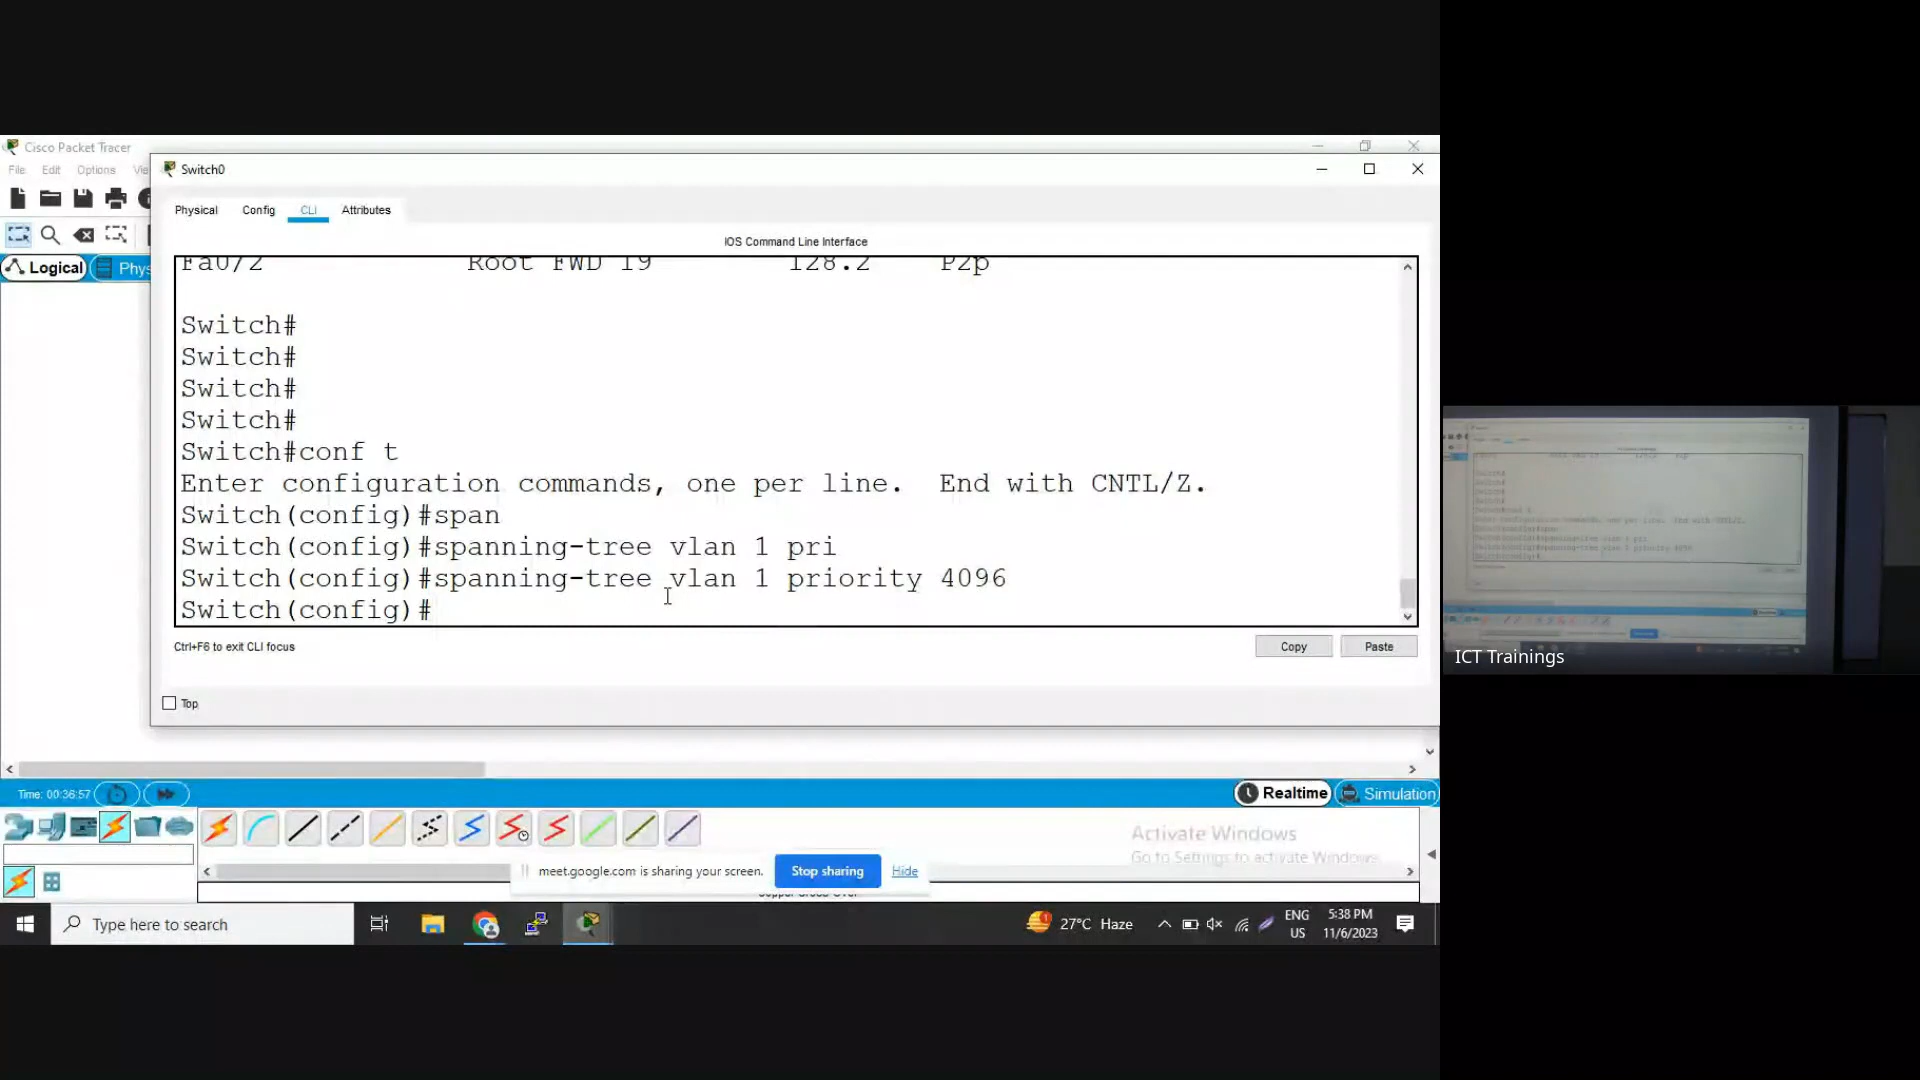 Cisco Packet Tracer
File Edit Options
Switch0
Physical Config CLI Attributes
IOS Command Line Interface
Logical
Fa0/2 Root FWD 19 128.2 P2p
Switch#
Switch#
Switch#
Switch#
Switch#conf t
Enter configuration commands, one per line. End with CNTL/Z.
Switch(config)#span
Switch(config)#spanning-tree vlan 1 pri
Switch(config)#spanning-tree vlan 1 priority 4096
Switch(config)#
Ctrl+F6 to exit CLI focus
Copy Paste
Top
ICT Trainings
Time: 00:36:57
Realtime Simulation
Activate Windows
Go to Settings to activate Windows.
meet.google.com is sharing your screen. Stop sharing Hide
Type here to search
27°C Haze
ENG
US
5:38 PM
11/6/2023